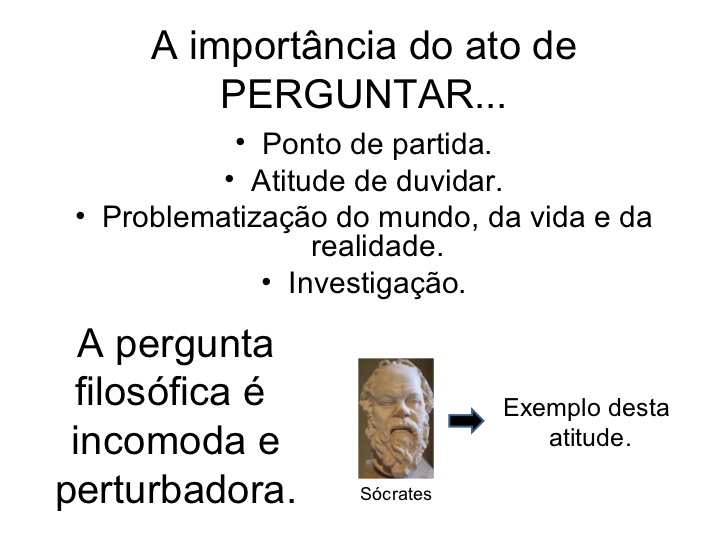 A importância do ato de
PERGUNTAR...
• Ponto de partida.
• Atitude de duvidar.
• Problematização do mundo, da vida e da
realidade.
• Investigação.
A pergunta
filosófica é
incomoda e
perturbadora.
Exemplo desta
atitude.
Sócrates